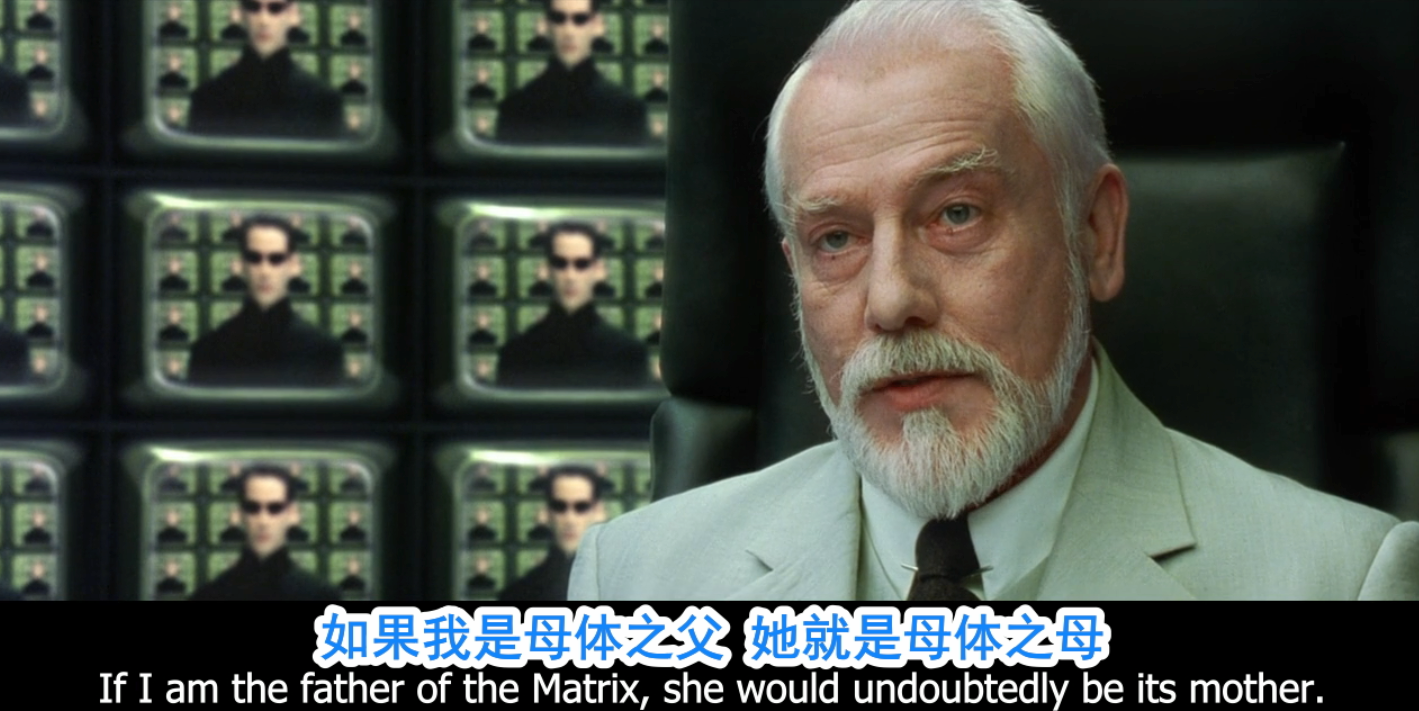 如果我是母体之父 她就是母体之母
If I am the father of the Matrix, she would undoubtedly be its mother.